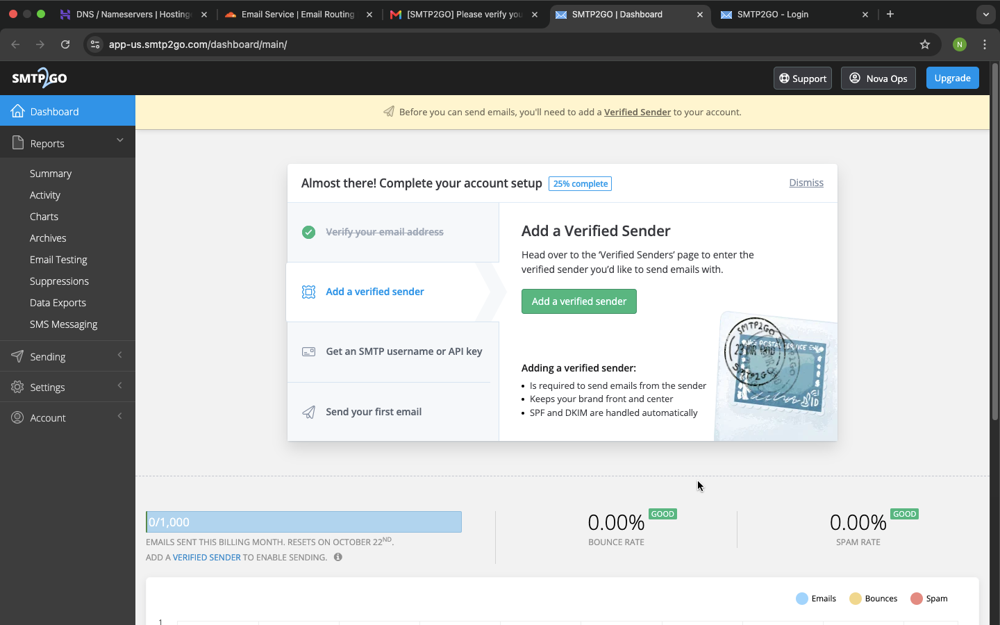 DNS / Nameservers | Hosting
Email Service | Email Routing
[SMTP2GO] Please verify you
SMTP2GO | Dashboard
SMTP2GO - Login
app-us.smtp2go.com/dashboard/main/
N
SMTP2GO
Support
Nova Ops
Upgrade
Dashboard
Reports
Summary
Activity
Charts
Archives
Email Testing
Suppressions
Data Exports
SMS Messaging
Sending
Settings
Account
Before you can send emails, you'll need to add a Verified Sender to your account.
Almost there! Complete your account setup
25% complete
Dismiss
Verify your email address
Add a verified sender
Get an SMTP username or API key
Send your first email
Add a Verified Sender
Head over to the ‘Verified Senders’ page to enter the
verified sender you’d like to send emails with.
Add a verified sender
Adding a verified sender:
• Is required to send emails from the sender
• Keeps your brand front and center
• SPF and DKIM are handled automatically
SMTP2GO
POSTAL SERVICE
SMTP2GO
0/1,000
EMAILS SENT THIS BILLING MONTH. RESETS ON OCTOBER 22ND.
ADD A VERIFIED SENDER TO ENABLE SENDING.
0.00%
GOOD
BOUNCE RATE
0.00%
GOOD
SPAM RATE
Emails
Bounces
Spam
1